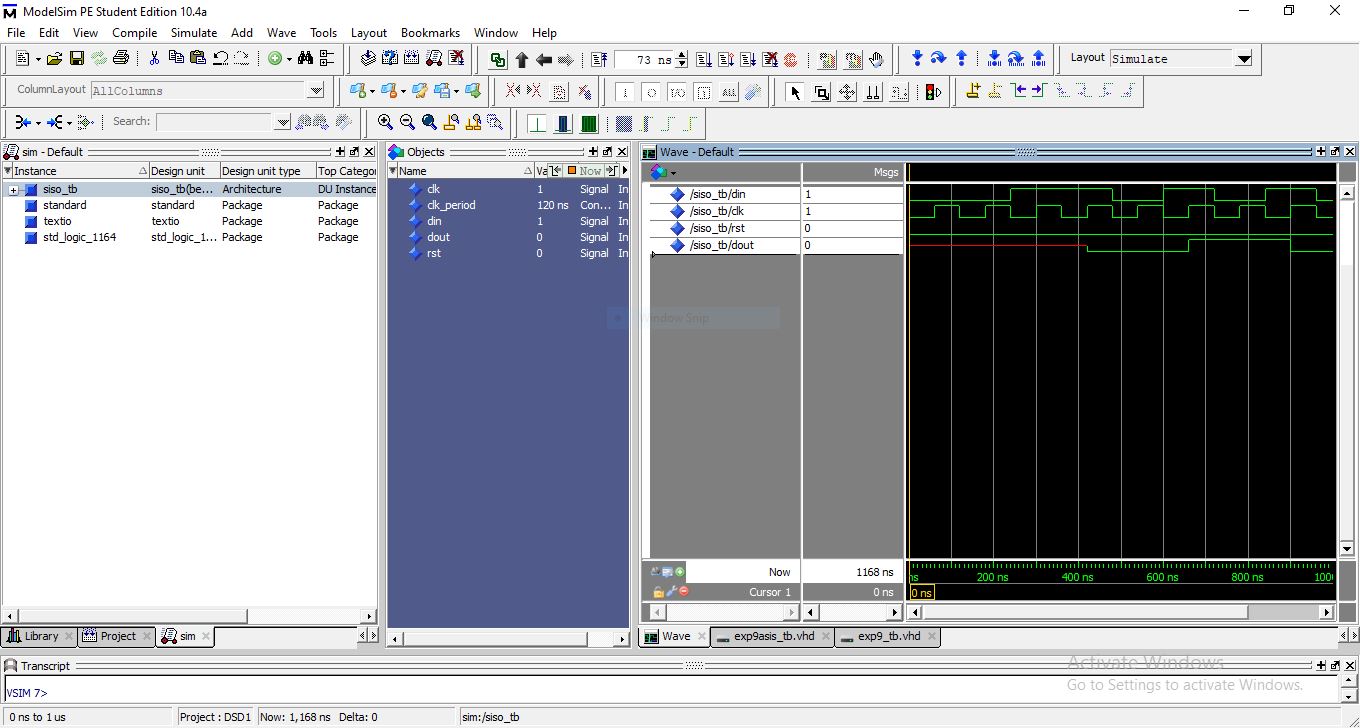 ModelSim PE Student Edition 10.4a
File Edit View Compile Simulate Add Wave Tools Layout Bookmarks Window Help
73 ns
Layout Simulate
ColumnLayout AllColumns
Search:
sim - Default
Instance Design unit Design unit type Top Categor
siso_tb siso_tb(be... Architecture DU Instance
standard standard Package Package
textio textio Package Package
std_logic_1164 std_logic_1... Package Package
Objects
Name Va Now
clk 1 Signal In
clk_period 120 ns Con... In
din 1 Signal In
dout 0 Signal In
rst 0 Signal In
Wave - Default
Msgs
/siso_tb/din 1
/siso_tb/clk 1
/siso_tb/rst 0
/siso_tb/dout 0
Window Snip
Now 1168 ns
ns 200 ns 400 ns 600 ns 800 ns 100
Cursor 1 0 ns
0 ns
Library Project sim
Wave exp9asis_tb.vhd exp9_tb.vhd
Transcript
VSIM 7>
Activate Windows
Go to Settings to activate Windows.
0 ns to 1 us Project : DSD1 Now: 1,168 ns Delta: 0 sim:/siso_tb